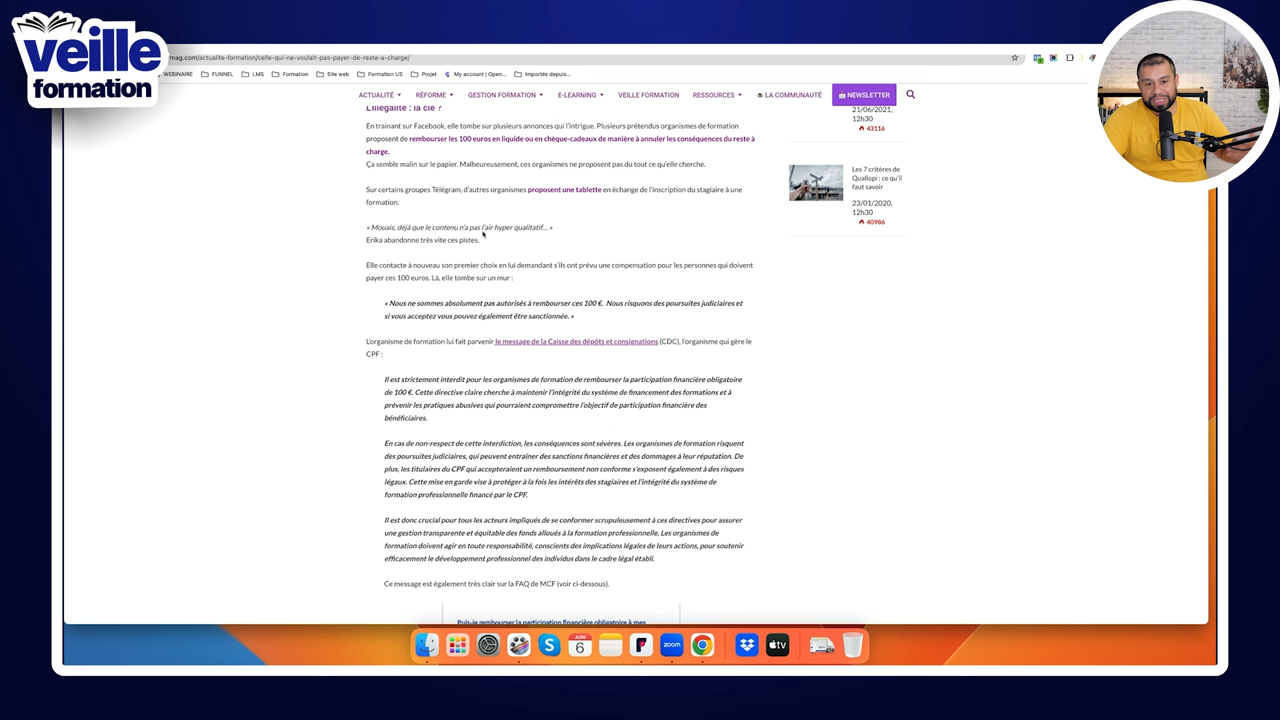 veille
formation
mag.com/actualite-formation/celle-qui-ne-voulait-pas-payer-de-reste-a-charge/
WEBINAIRE FUNNEL LMS Formation Site web Formation US Projet My account | Open... Importés depuis...
ACTUALITÉ RÉFORME GESTION FORMATION E-LEARNING VEILLE FORMATION RESSOURCES LA COMMUNAUTÉ NEWSLETTER
L'illégalité : la clé ?
En trainant sur Facebook, elle tombe sur plusieurs annonces qui l'intrigue. Plusieurs prétendus organismes de formation
proposent de rembourser les 100 euros en liquide ou en chèque-cadeaux de manière à annuler les conséquences du reste à
charge.
Ça semble malin sur le papier. Malheureusement, ces organismes ne proposent pas du tout ce qu'elle cherche.
Sur certains groupes Télégram, d'autres organismes proposent une tablette en échange de l'inscription du stagiaire à une
formation.
« Mouais, déjà que le contenu n'a pas l'air hyper qualitatif... »
Erika abandonne très vite ces pistes.
Elle contacte à nouveau son premier choix en lui demandant s'ils ont prévu une compensation pour les personnes qui doivent
payer ces 100 euros. Là, elle tombe sur un mur :
« Nous ne sommes absolument pas autorisés à rembourser ces 100 €. Nous risquons des poursuites judiciaires et
si vous acceptez vous pouvez également être sanctionnée. »
L'organisme de formation lui fait parvenir le message de la Caisse des dépôts et consignations (CDC), l'organisme qui gère le
CPF :
Il est strictement interdit pour les organismes de formation de rembourser la participation financière obligatoire
de 100 €. Cette directive claire cherche à maintenir l'intégrité du système de financement des formations et à
prévenir les pratiques abusives qui pourraient compromettre l'objectif de participation financière des
bénéficiaires.
En cas de non-respect de cette interdiction, les conséquences sont sévères. Les organismes de formation risquent
des poursuites judiciaires, qui peuvent entraîner des sanctions financières et des dommages à leur réputation. De
plus, les titulaires du CPF qui accepteraient un remboursement non conforme s'exposent également à des risques
légaux. Cette mise en garde vise à protéger à la fois les intérêts des stagiaires et l'intégrité du système de
formation professionnelle financé par le CPF.
Il est donc crucial pour tous les acteurs impliqués de se conformer scrupuleusement à ces directives pour assurer
une gestion transparente et équitable des fonds alloués à la formation professionnelle. Les organismes de
formation doivent agir en toute responsabilité, conscients des implications légales de leurs actions, pour soutenir
efficacement le développement professionnel des individus dans le cadre légal établi.
Ce message est également très clair sur la FAQ de MCF (voir ci-dessous).
Puis-je rembourser la participation financière obligatoire à mes
21/06/2021,
12h30
43116
Les 7 critères de
Qualiopi : ce qu'il
faut savoir
23/01/2020,
12h30
40986
JUIN
6
zoom
tv